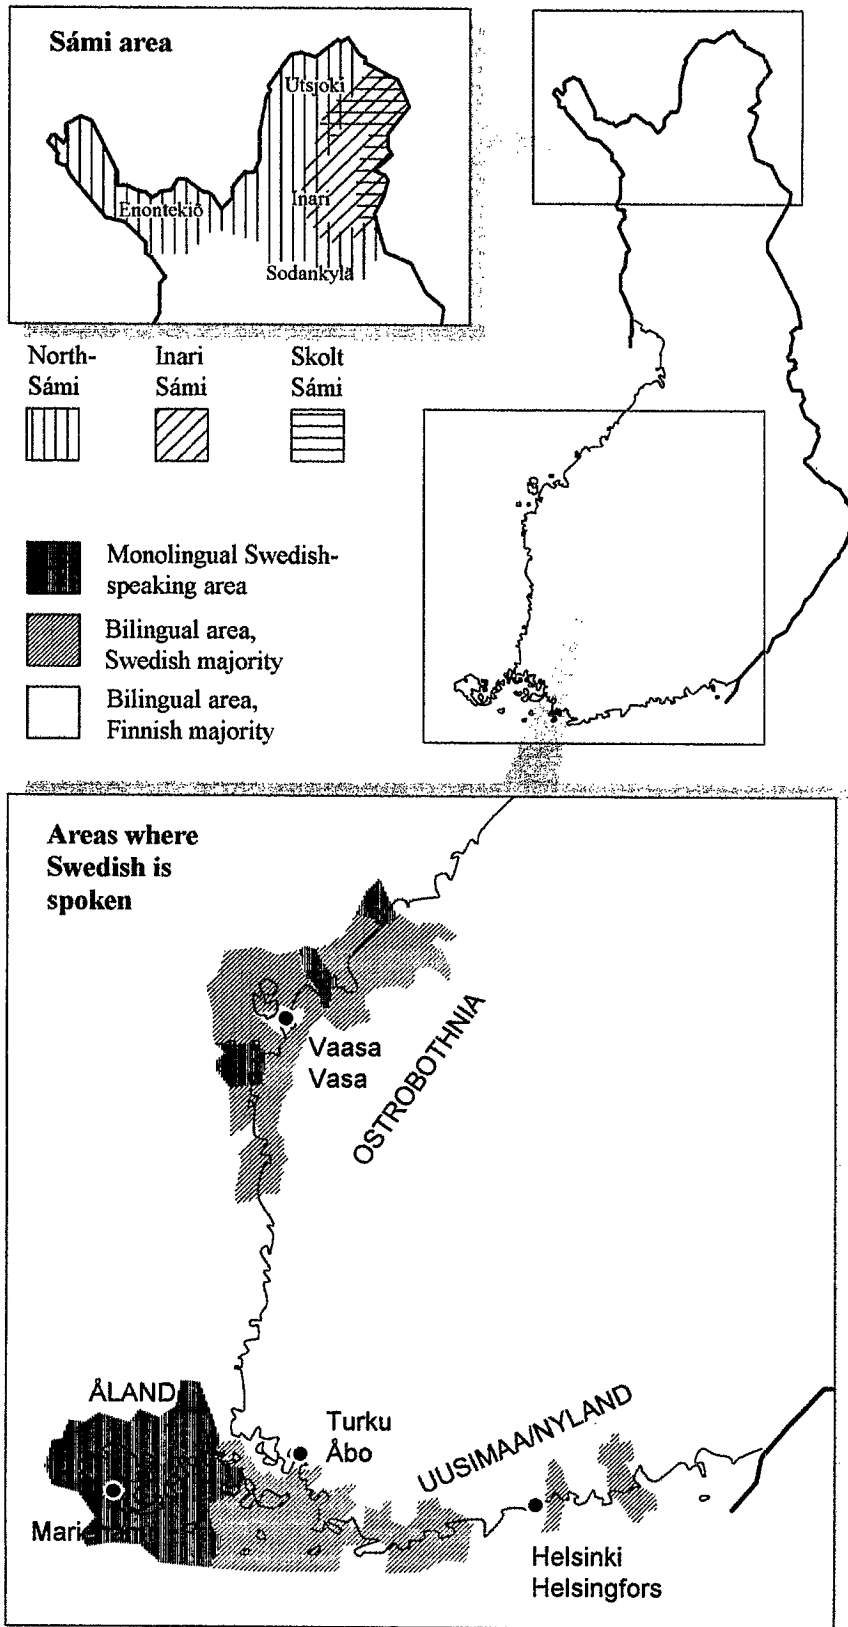 Sámi area
Utsjoki
Enontekiö
Inari
Sodankylä
North-
Sámi
Inari
Sámi
Skolt
Sámi
Monolingual Swedish-
speaking area
Bilingual area,
Swedish majority
Bilingual area,
Finnish majority
Areas where
Swedish is
spoken
Vaasa
Vasa
OSTROBOTHNIA
ÅLAND
Turku
Åbo
UUSIMAA/NYLAND
Mariehamn
Helsinki
Helsingfors